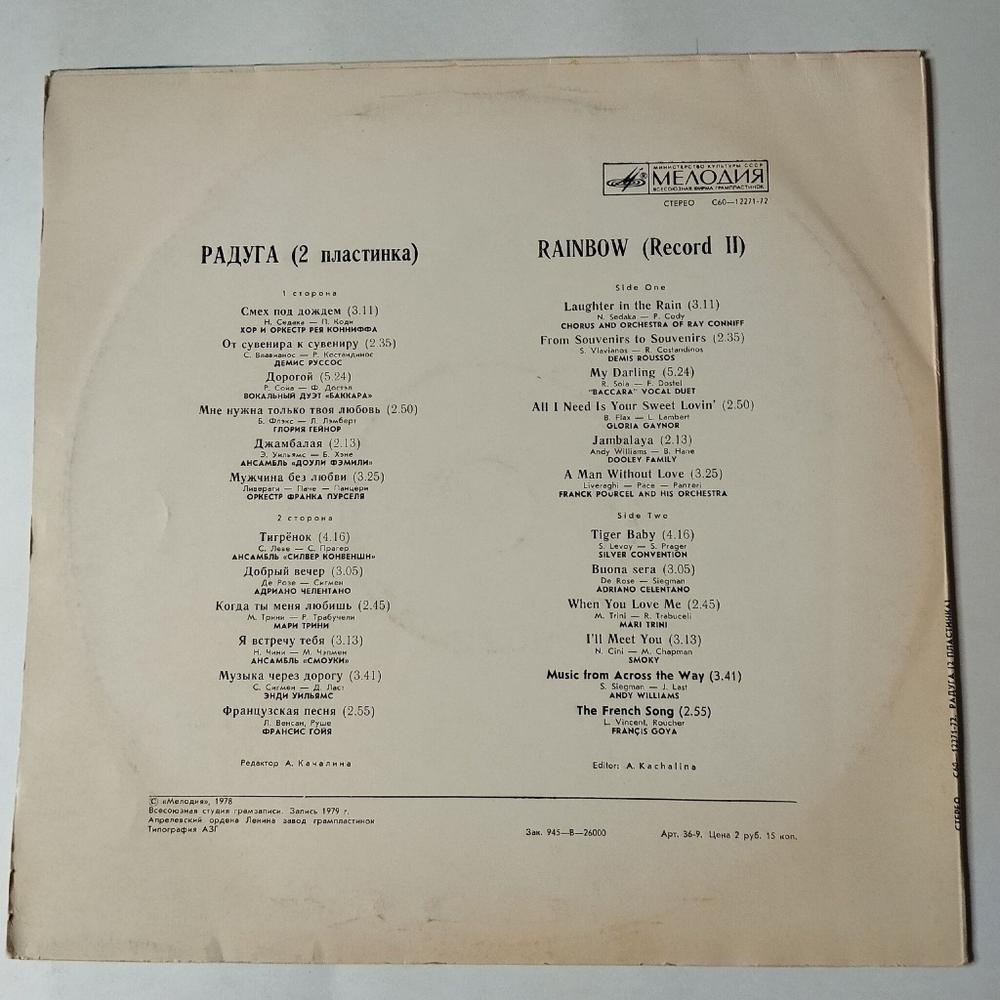 МИНИСТЕРСТВО КУЛЬТУРЫ СССР
МЕЛОДИЯ
ВСЕСОЮЗНАЯ ФИРМА ГРАМПЛАСТИНОК
СТЕРЕО С60—12271-72
РАДУГА (2 пластинка)
1 сторона
Смех под дождем (3.11)
Н. Седака — П. Коди
ХОР И ОРКЕСТР РЕЯ КОННИФФА
От сувенира к сувениру (2.35)
С. Влавианос — Р. Костандинос
ДЕМИС РУССОС
Дорогой (5.24)
Р. Сойа — Ф. Достал
ВОКАЛЬНЫЙ ДУЭТ «БАККАРА»
Мне нужна только твоя любовь (2.50)
Б. Флэкс — Л. Лэмберт
ГЛОРИЯ ГЕЙНОР
Джамбалая (2.13)
Э. Уильямс — Б. Хэне
АНСАМБЛЬ «ДОУЛИ ФЭМИЛИ»
Мужчина без любви (3.25)
Ливераги — Паче — Панцери
ОРКЕСТР ФРАНКА ПУРСЕЛЯ
2 сторона
Тигрёнок (4.16)
С. Леве — С. Прагер
АНСАМБЛЬ «СИЛВЕР КОНВЕНШН»
Добрый вечер (3.05)
Де Розе — Сигмен
АДРИАНО ЧЕЛЕНТАНО
Когда ты меня любишь (2.45)
М. Трини — Р. Трабучели
МАРИ ТРИНИ
Я встречу тебя (3.13)
Н. Чини — М. Чэпмен
АНСАМБЛЬ «СМОУКИ»
Музыка через дорогу (3.41)
С. Сигмен — Д. Ласт
ЭНДИ УИЛЬЯМС
Французская песня (2.55)
Л. Венсан, Руше
ФРАНСИС ГОЙЯ
Редактор А. Качалина
RAINBOW (Record II)
Side One
Laughter in the Rain (3.11)
N. Sedaka — P. Cody
CHORUS AND ORCHESTRA OF RAY CONNIFF
From Souvenirs to Souvenirs (2.35)
S. Vlavianos — R. Costandinos
DEMIS ROUSSOS
My Darling (5.24)
R. Soia — F. Dostel
"BACCARA" VOCAL DUET
All I Need Is Your Sweet Lovin' (2.50)
B. Flax — L. Lambert
GLORIA GAYNOR
Jambalaya (2.13)
Andy Williams — B. Hane
DOOLEY FAMILY
A Man Without Love (3.25)
Liveraghi — Pace — Panzeri
FRANCK POURCEL AND HIS ORCHESTRA
Side Two
Tiger Baby (4.16)
S. Levoy — S. Prager
SILVER CONVENTION
Buona sera (3.05)
De Rose — Siegman
ADRIANO CELENTANO
When You Love Me (2.45)
M. Trini — R. Trabuceli
MARI TRINI
I'll Meet You (3.13)
N. Cini — M. Chapman
SMOKY
Music from Across the Way (3.41)
S. Siegman — J. Last
ANDY WILLIAMS
The French Song (2.55)
L. Vincent, Roucher
FRANÇIS GOYA
Editor: A. Kachalina
© «Мелодия», 1978
Всесоюзная студия грамзаписи. Запись 1979 г.
Апрелевский ордена Ленина завод грампластинок
Типография АЗГ
Зак. 945—В—26000 Арт. 36-9. Цена 2 руб. 15 коп.
СТЕРЕО С60—12271-72 РАДУГА (2 ПЛАСТИНКА)